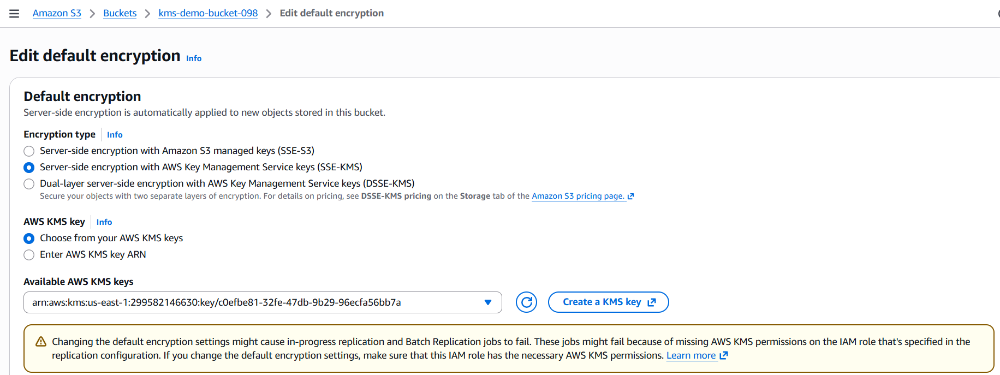 Amazon S3 > Buckets > kms-demo-bucket-098 > Edit default encryption
Edit default encryption Info
Default encryption
Server-side encryption is automatically applied to new objects stored in this bucket.
Encryption type Info
Server-side encryption with Amazon S3 managed keys (SSE-S3)
Server-side encryption with AWS Key Management Service keys (SSE-KMS)
Dual-layer server-side encryption with AWS Key Management Service keys (DSSE-KMS)
Secure your objects with two separate layers of encryption. For details on pricing, see DSSE-KMS pricing on the Storage tab of the Amazon S3 pricing page.
AWS KMS key Info
Choose from your AWS KMS keys
Enter AWS KMS key ARN
Available AWS KMS keys
arn:aws:kms:us-east-1:299582146630:key/c0efbe81-32fe-47db-9b29-96ecfa56bb7a
Create a KMS key
Changing the default encryption settings might cause in-progress replication and Batch Replication jobs to fail. These jobs might fail because of missing AWS KMS permissions on the IAM role that's specified in the
replication configuration. If you change the default encryption settings, make sure that this IAM role has the necessary AWS KMS permissions. Learn more